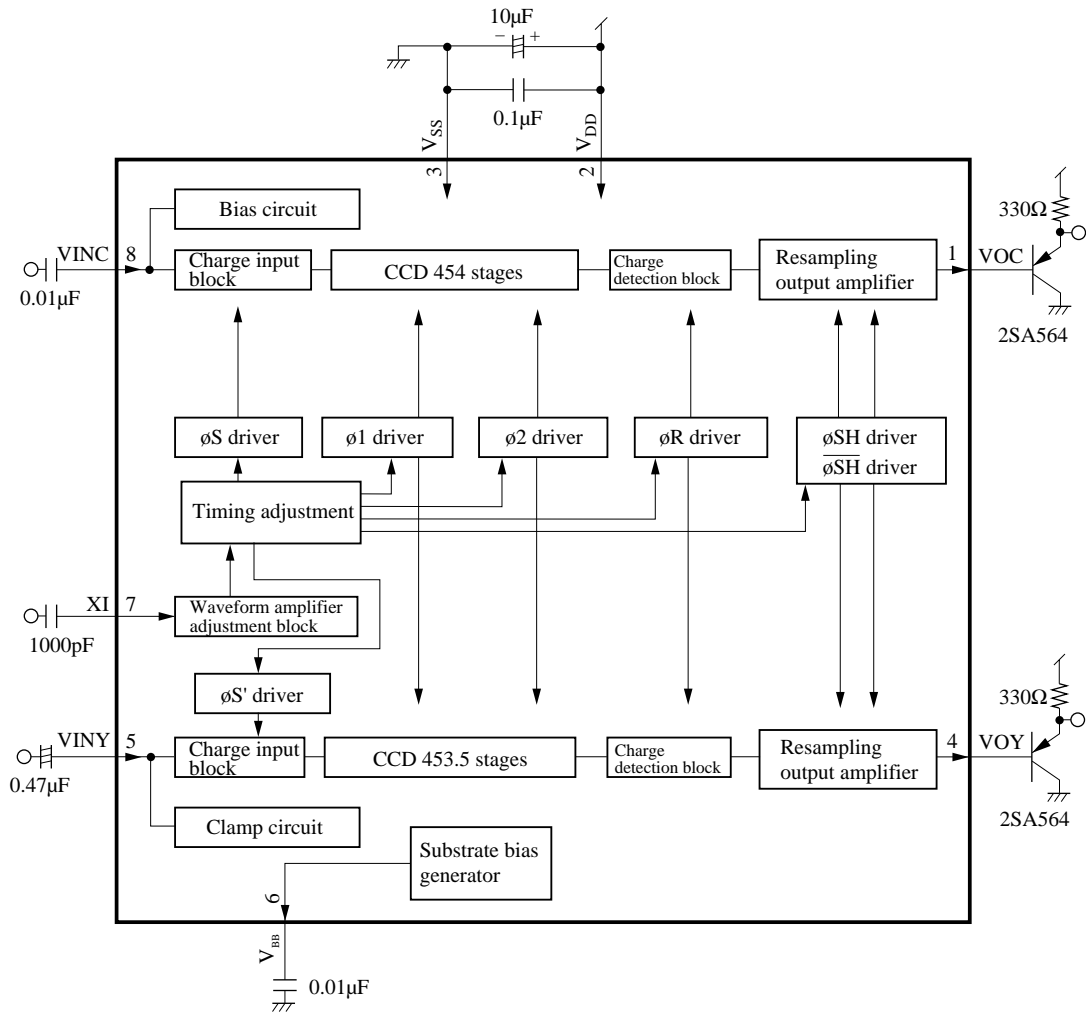 10µF
− +
0.1µF
VSS
VDD
3
2
Bias circuit
330Ω
VINC 8
Charge input
block
CCD 454 stages
Charge
detection block
Resampling
output amplifier
1 VOC
0.01µF
2SA564
øS driver
ø1 driver
ø2 driver
øR driver
øSH driver
øSH driver
Timing adjustment
XI 7
Waveform amplifier
adjustment block
1000pF
øS' driver
330Ω
VINY 5
Charge input
block
CCD 453.5 stages
Charge
detection block
Resampling
output amplifier
4 VOY
0.47µF
2SA564
Clamp circuit
Substrate bias
generator
6
VBB
0.01µF